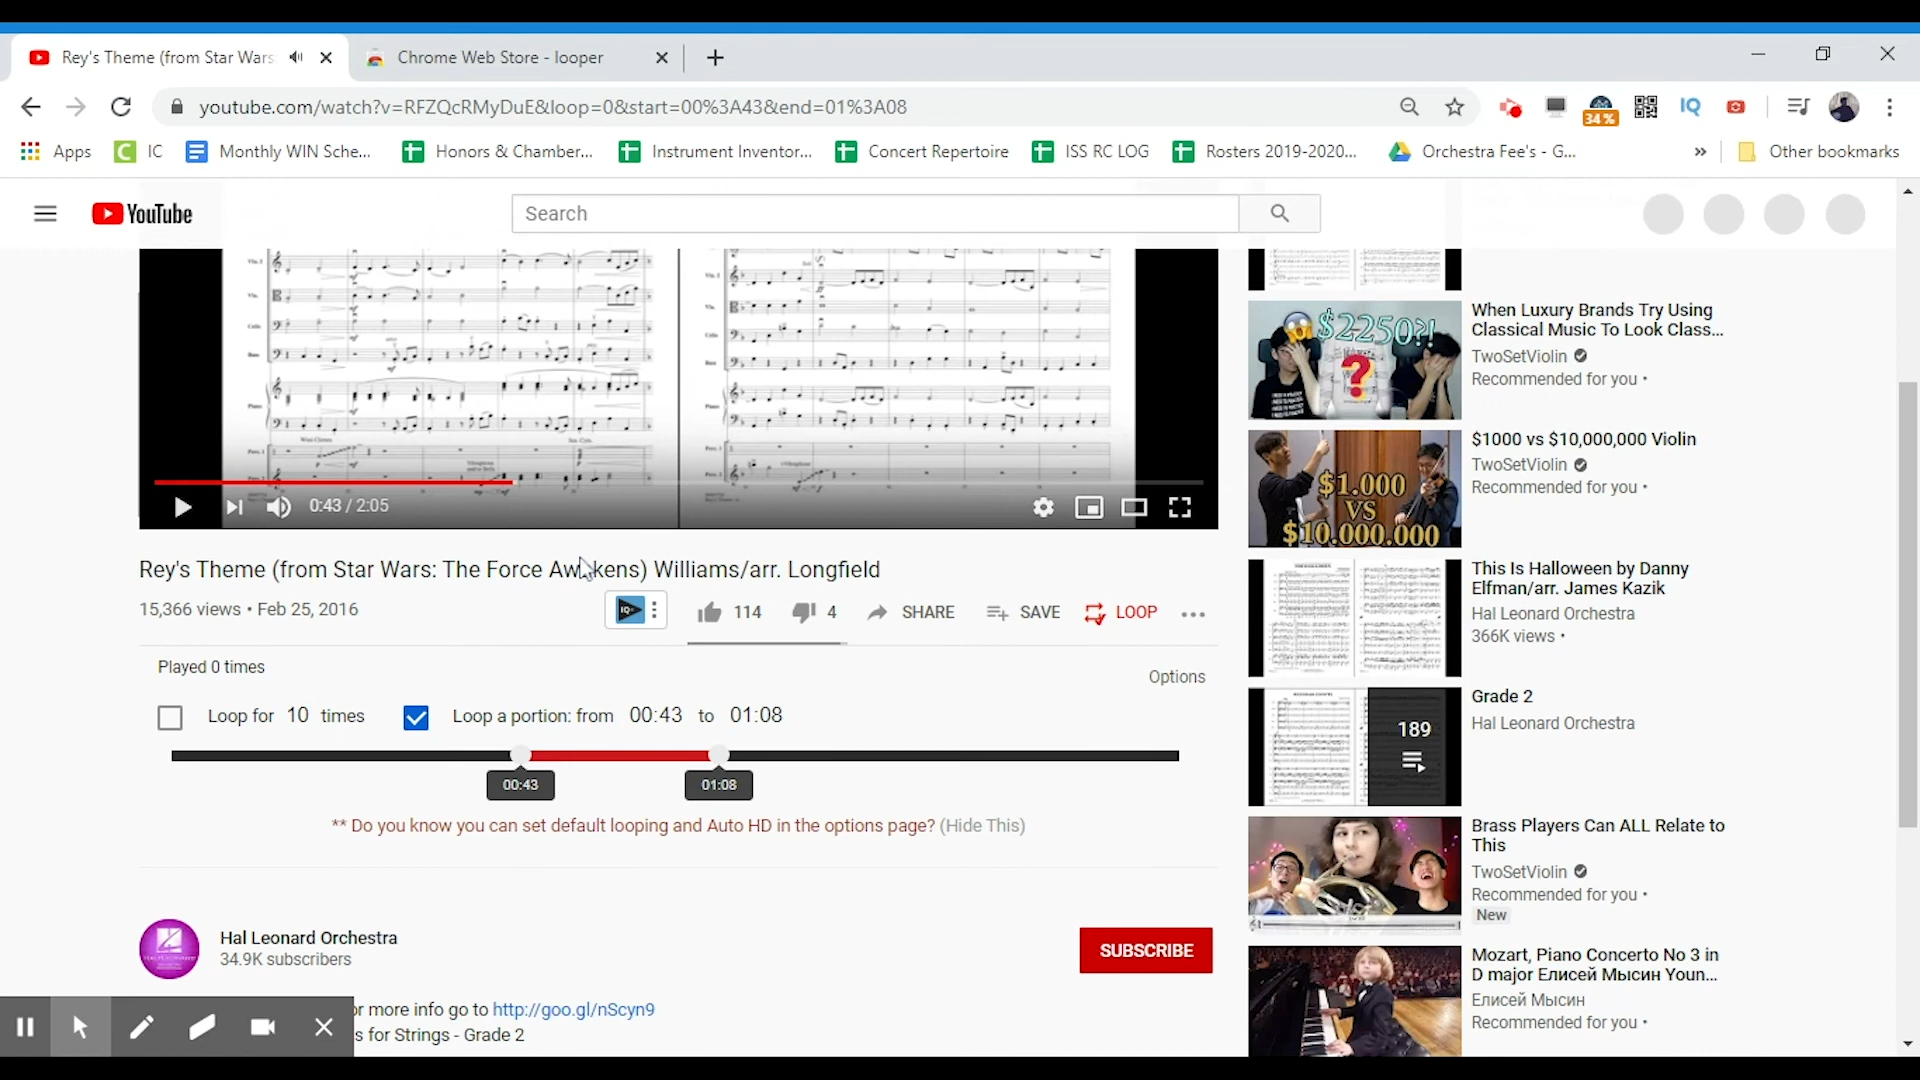 Rey's Theme (from Star Wars
Chrome Web Store - looper
youtube.com/watch?v=RFZQcRMyDuE&loop=0&start=00%3A43&end=01%3A08
34%
IQ
Apps
C IC
Monthly WIN Sche...
Honors & Chamber...
Instrument Inventor...
Concert Repertoire
ISS RC LOG
Rosters 2019-2020...
Orchestra Fee's - G...
»
Other bookmarks
YouTube
Search
0:43 / 2:05
Rey's Theme (from Star Wars: The Force Awakens) Williams/arr. Longfield
15,366 views • Feb 25, 2016
IQ
114
4
SHARE
SAVE
LOOP
Played 0 times
Options
Loop for 10 times
Loop a portion: from 00:43 to 01:08
00:43
01:08
** Do you know you can set default looping and Auto HD in the options page? (Hide This)
Hal Leonard Orchestra
34.9K subscribers
SUBSCRIBE
or more info go to http://goo.gl/nScyn9
s for Strings - Grade 2
$2250?!
?
When Luxury Brands Try Using
Classical Music To Look Class...
TwoSetViolin
Recommended for you •
$1.000
VS
$10.000.000
$1000 vs $10,000,000 Violin
TwoSetViolin
Recommended for you •
This Is Halloween by Danny
Elfman/arr. James Kazik
Hal Leonard Orchestra
366K views •
189
Grade 2
Hal Leonard Orchestra
Brass Players Can ALL Relate to
This
TwoSetViolin
Recommended for you •
New
Mozart, Piano Concerto No 3 in
D major Елисей Мысин Youn...
Елисей Мысин
Recommended for you •